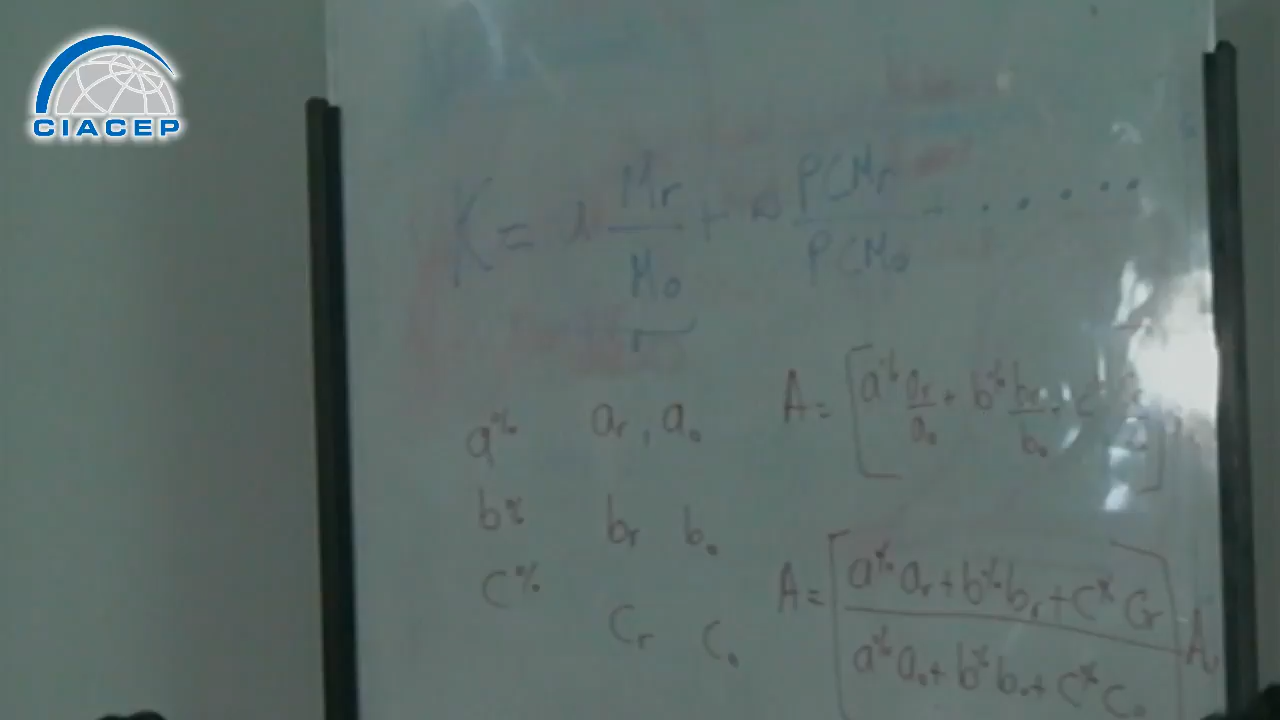 CIACEP
K = Mr/Mo + PCMr/PCMo + . . . . .
a% ar, ao
b% br bo
c% Cr Co
A = [a% ar/ao + b% br/bo + c
A = [a% ar + b% br + c% Cr / a% ao + b% bo + c% Co] Ao